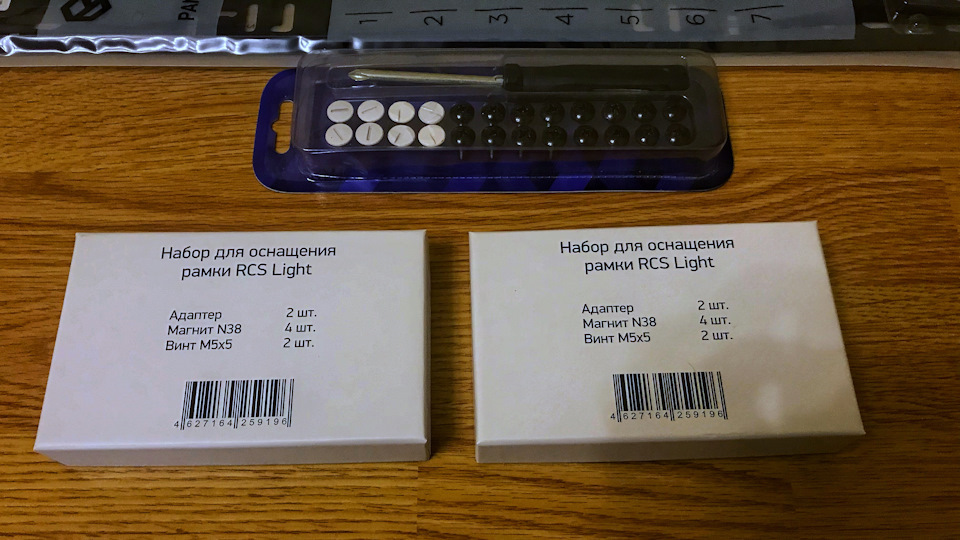 РАМ
1 2 3 4 5 6 7
Набор для оснащения
рамки RCS Light
Адаптер 2 шт.
Магнит N38 4 шт.
Винт M5x5 2 шт.
4 627164 259196
Набор для оснащения
рамки RCS Light
Адаптер 2 шт.
Магнит N38 4 шт.
Винт M5x5 2 шт.
4 627164 259196